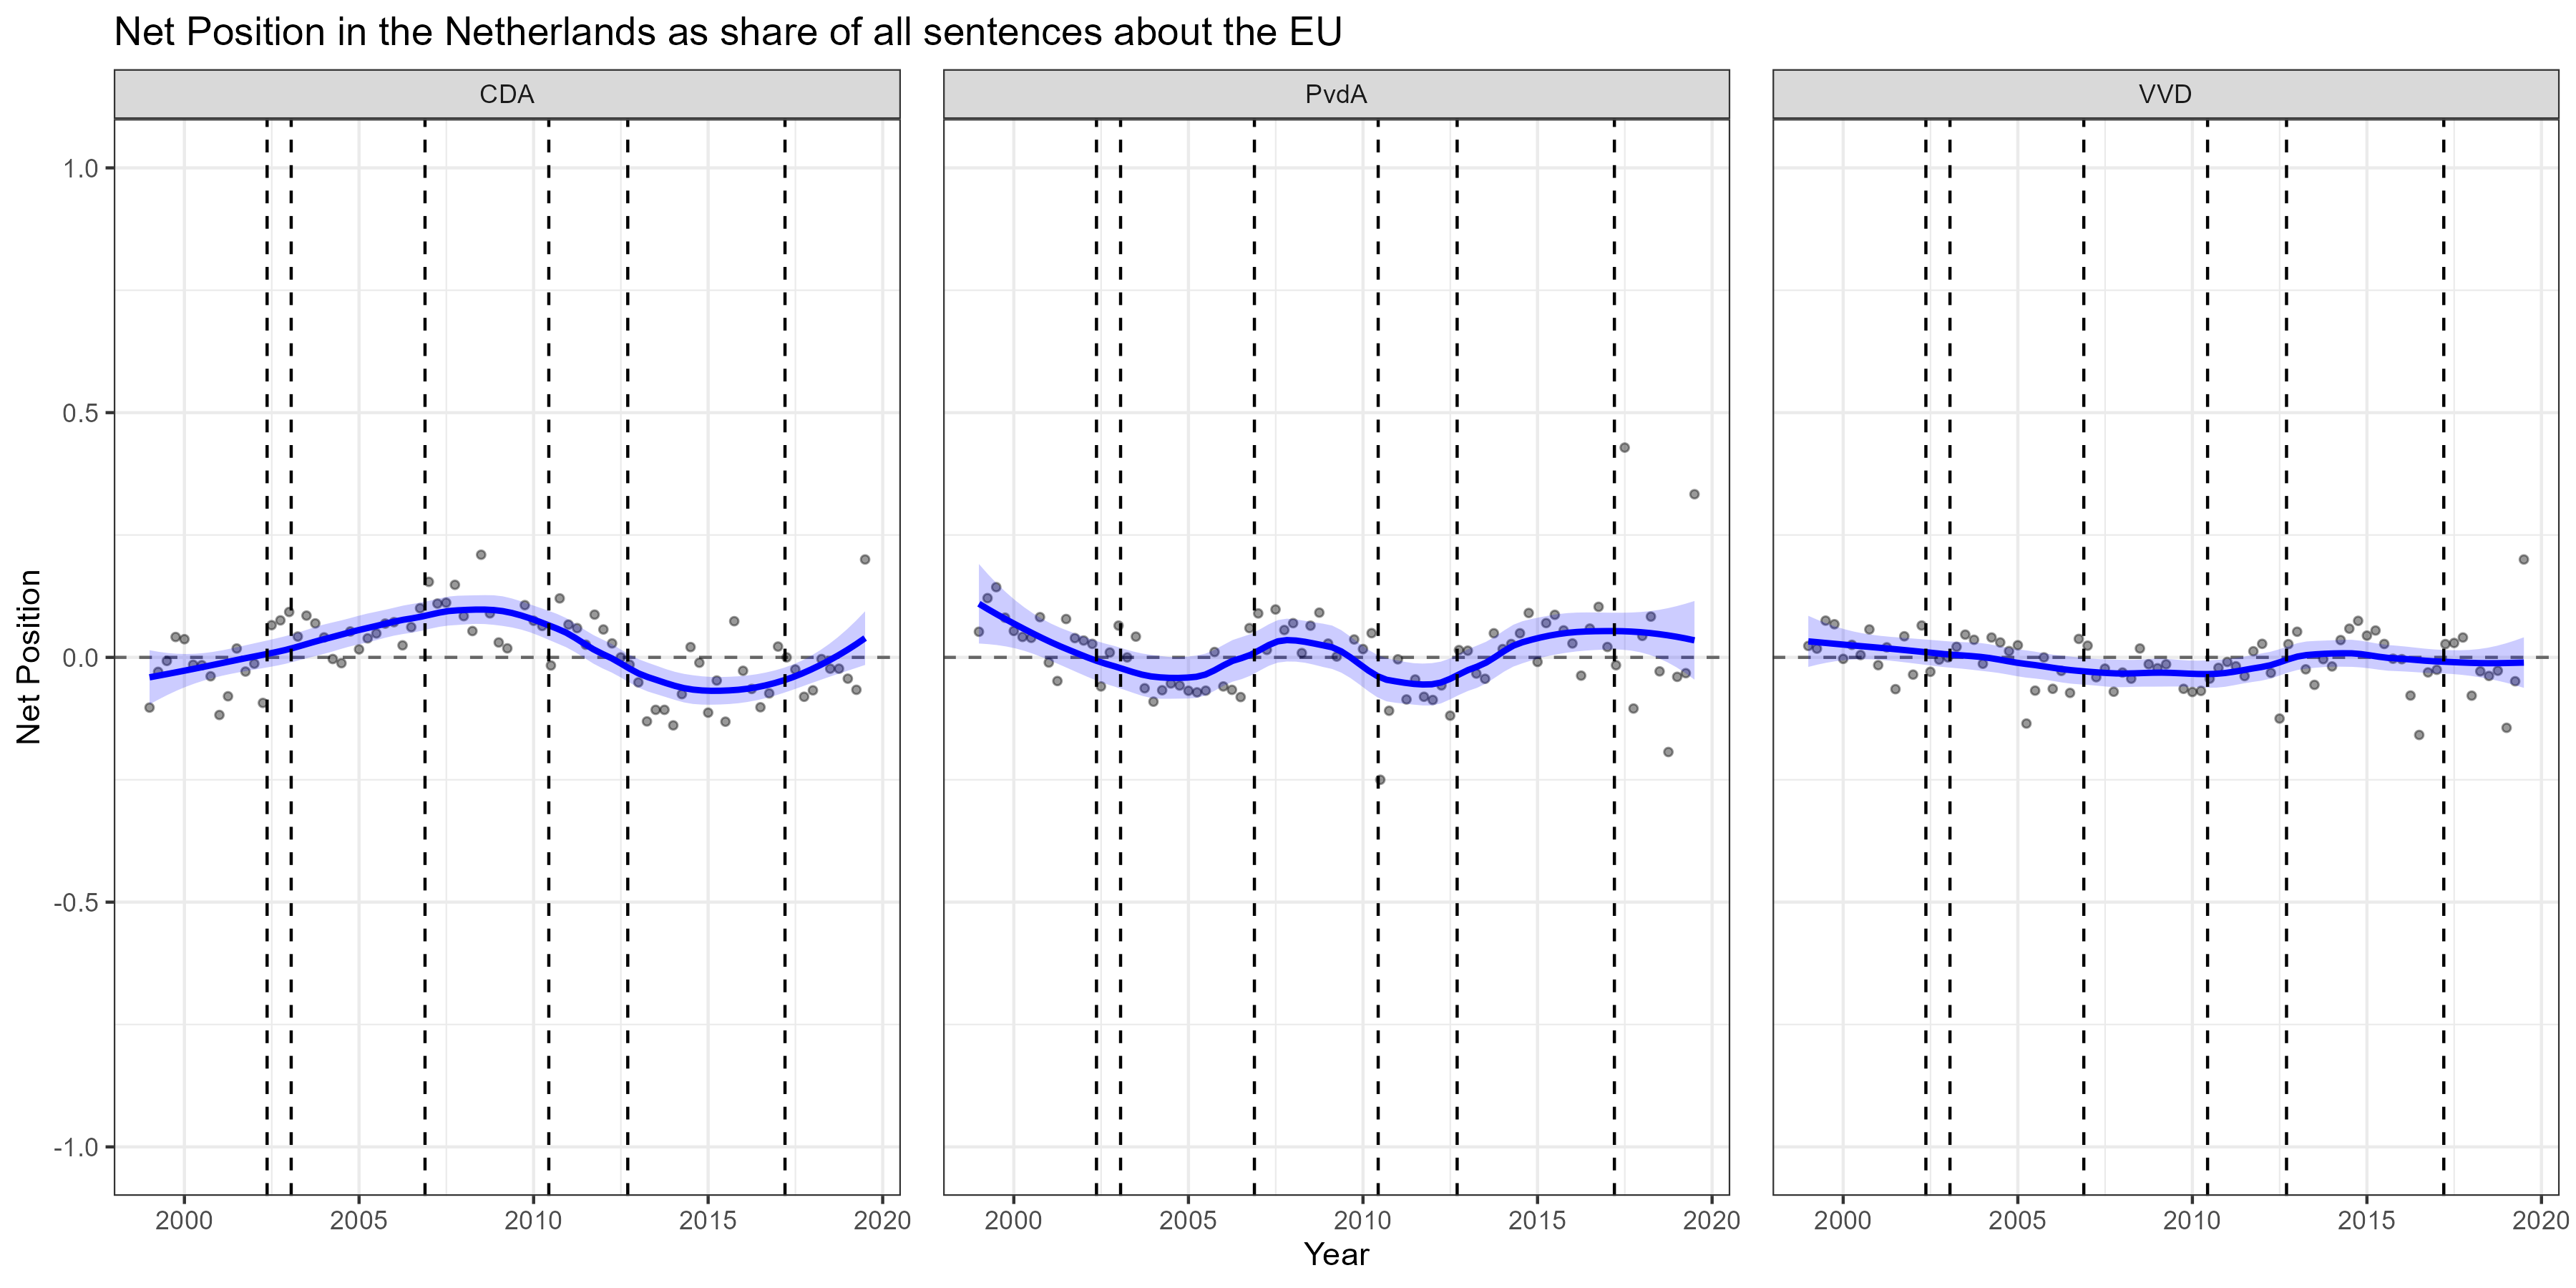 Net Position in the Netherlands as share of all sentences about the EU
CDA PvdA VVD
Net Position
1.0
0.5
0.0
-0.5
-1.0
2000 2005 2010 2015 2020 2000 2005 2010 2015 2020 2000 2005 2010 2015 2020
Year